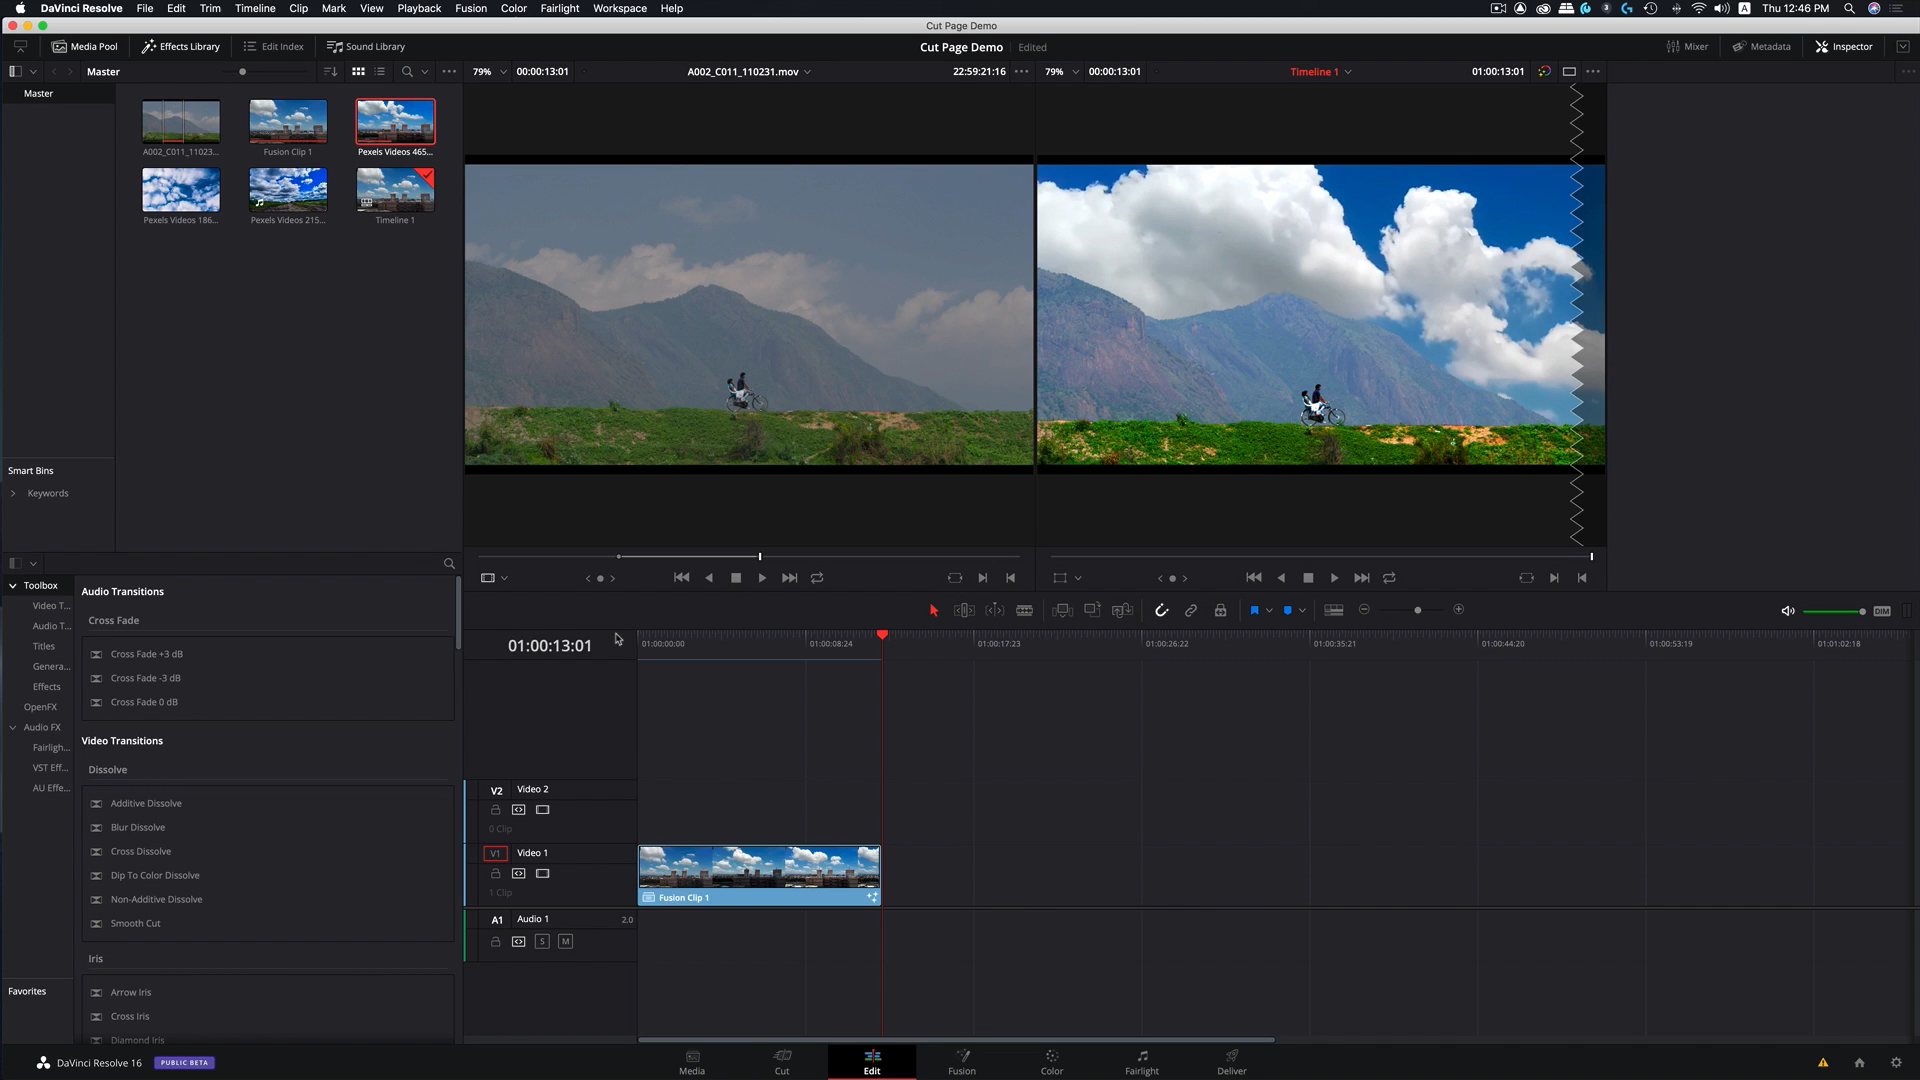 DaVinci Resolve File Edit Trim Timeline Clip Mark View Playback Fusion Color Fairlight Workspace Help Thu 12:46 PM
Cut Page Demo
Media Pool Effects Library Edit Index Sound Library Cut Page Demo Edited Mixer Metadata Inspector
Master 79% 00:00:13:01 A002_C011_110231.mov 22:59:21:16 79% 00:00:13:01 Timeline 1 01:00:13:01
Master
A002_C011_11023... Fusion Clip 1 Pexels Videos 465...
Pexels Videos 186... Pexels Videos 215... Timeline 1
Smart Bins
Keywords
Toolbox
Video T...
Audio T...
Titles
Genera...
Effects
OpenFX
Audio FX
Fairligh...
VST Eff...
AU Effe...
Favorites
Audio Transitions
Cross Fade
Cross Fade +3 dB
Cross Fade -3 dB
Cross Fade 0 dB
Video Transitions
Dissolve
Additive Dissolve
Blur Dissolve
Cross Dissolve
Dip To Color Dissolve
Non-Additive Dissolve
Smooth Cut
Iris
Arrow Iris
Cross Iris
Diamond Iris
DIM
01:00:13:01 01:00:00:00 01:00:08:24 01:00:17:23 01:00:26:22 01:00:35:21 01:00:44:20 01:00:53:19 01:01:02:18
V2 Video 2
0 Clip
V1 Video 1
1 Clip
Fusion Clip 1
A1 Audio 1 2.0
S M
DaVinci Resolve 16 PUBLIC BETA
Media Cut Edit Fusion Color Fairlight Deliver